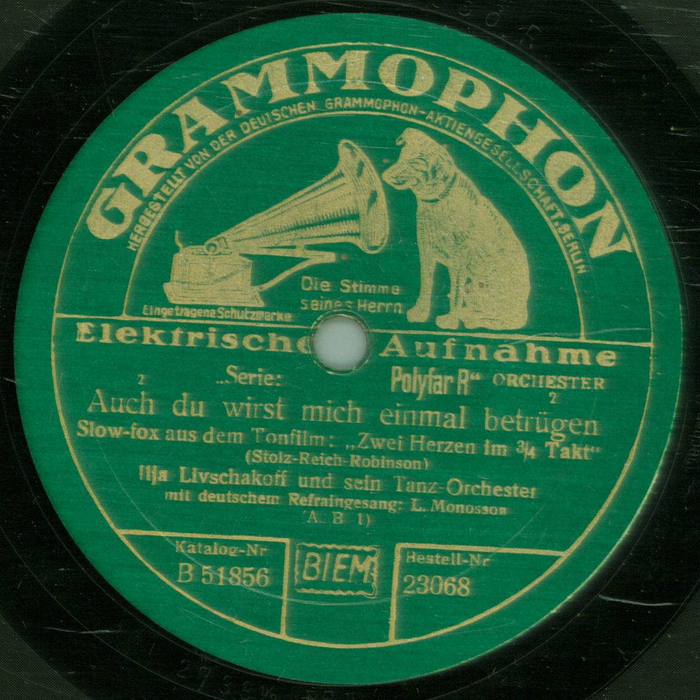 GRAMMOPHON
HERGESTELLT VON DER DEUTSCHEN GRAMMOPHON-AKTIENGESELLSCHAFT, BERLIN
Die Stimme
seines Herrn
Eingetragene Schutzmarke
Elektrische Aufnahme
„Serie: Polyfar R“ ORCHESTER
2 2
Auch du wirst mich einmal betrügen
Slow-fox aus dem Tonfilm: „Zwei Herzen im ¾ Takt“
(Stolz-Reich-Robinson)
Ilja Livschakoff und sein Tanz-Orchester
mit deutschem Refraingesang: L. Monosson
(A. B 1)
Katalog-Nr
B 51856
BIEM
Bestell-Nr
23068